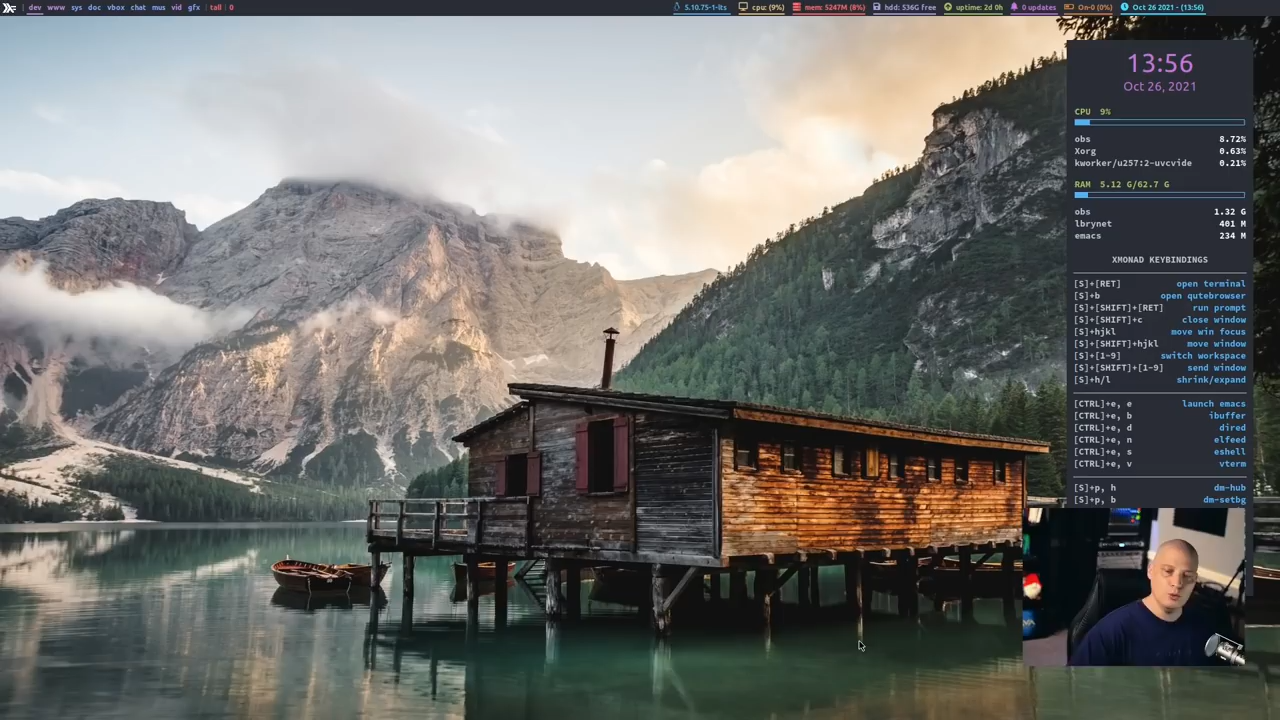 dev www sys doc vbox chat mus vid gfx | tall | 0
5.10.75-1-lts cpu: (9%) mem: 5247M (8%) hdd: 536G free uptime: 2d 0h 0 updates On-0 (0%) Oct 26 2021 - (13:56)
13:56
Oct 26, 2021
CPU 9%
obs 8.72%
Xorg 0.63%
kworker/u257:2-uvcvide 0.21%
RAM 5.12 G/62.7 G
obs 1.32 G
lbrynet 401 M
emacs 234 M
XMONAD KEYBINDINGS
[S]+[RET] open terminal
[S]+b open qutebrowser
[S]+[SHIFT]+[RET] run prompt
[S]+[SHIFT]+c close window
[S]+hjkl move win focus
[S]+[SHIFT]+hjkl move window
[S]+[1-9] switch workspace
[S]+[SHIFT]+[1-9] send window
[S]+h/l shrink/expand
[CTRL]+e, e launch emacs
[CTRL]+e, b ibuffer
[CTRL]+e, d dired
[CTRL]+e, n elfeed
[CTRL]+e, s eshell
[CTRL]+e, v vterm
[S]+p, h dm-hub
[S]+p, b dm-setbg